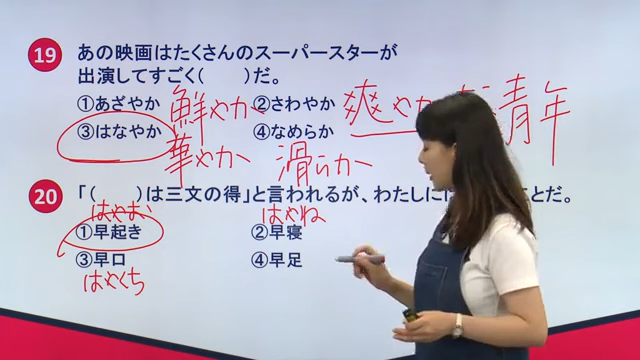 19 あの映画はたくさんのスーパースターが
出演してすごく(　　)だ。
①あざやか 鮮やか ②さわやか 爽やか 青年
③はなやか 華やか ④なめらか 滑らか
20 「(　　)は三文の得」と言われるが、わたしに とだ。
はやお はやね
①早起き ②早寝
③早口 ④早足
はやくち